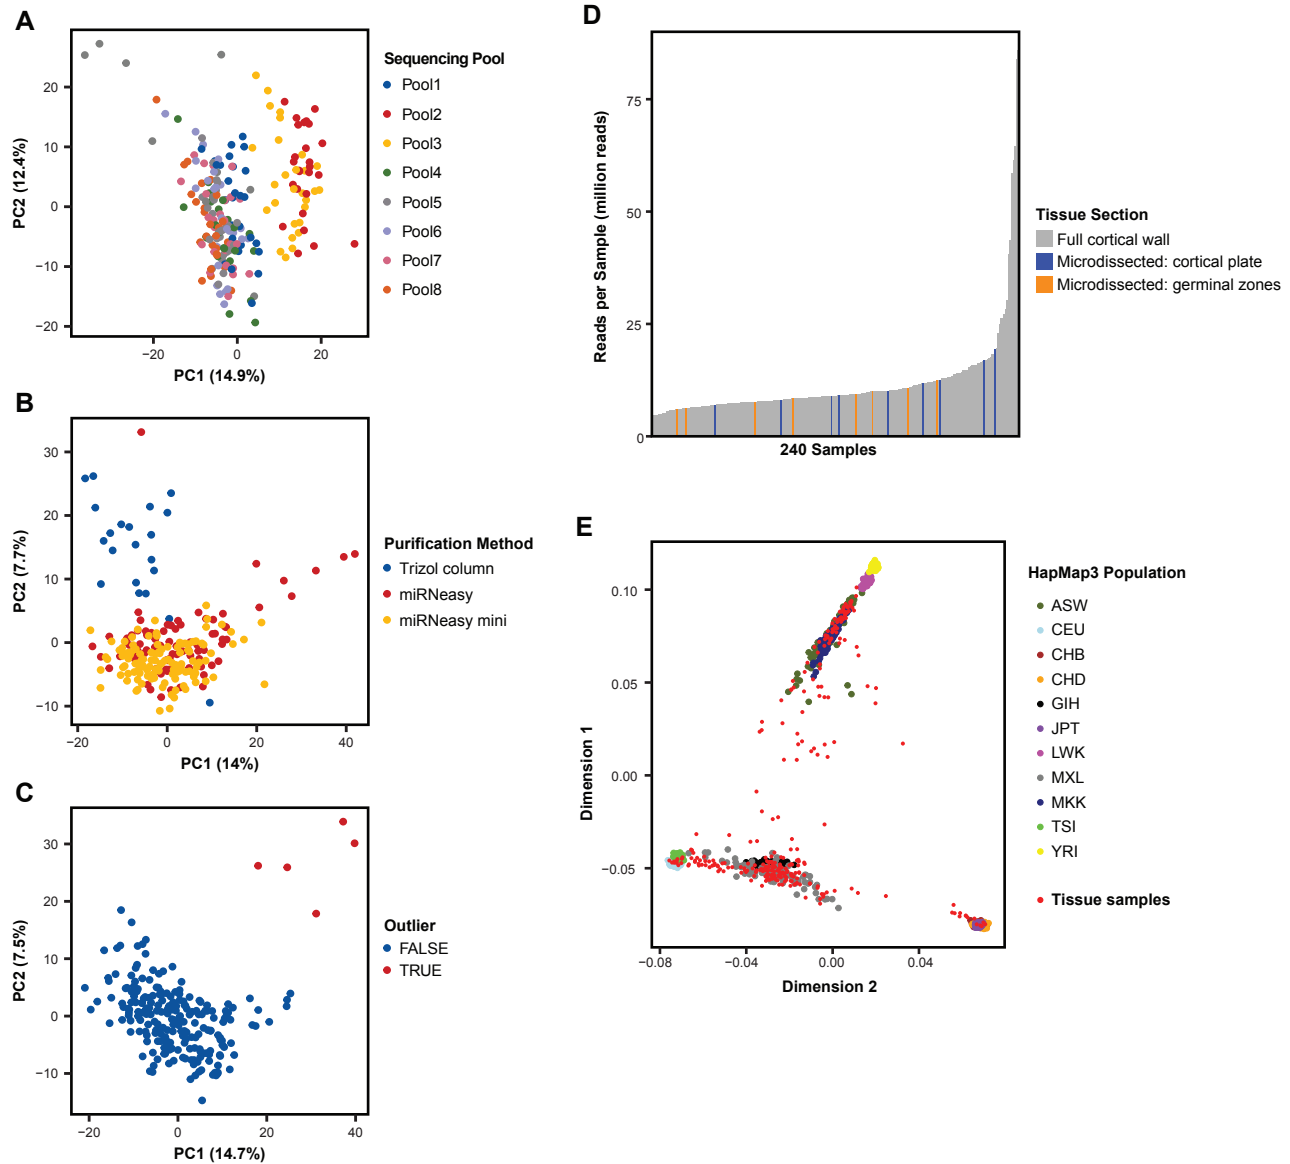 A
20
10
0
−10
−20
PC2 (12.4%)
−20
0
20
PC1 (14.9%)
Sequencing Pool
Pool1
Pool2
Pool3
Pool4
Pool5
Pool6
Pool7
Pool8
B
30
20
10
0
−10
PC2 (7.7%)
−20
0
20
40
PC1 (14%)
Purification Method
Trizol column
miRNeasy
miRNeasy mini
C
30
20
10
0
−10
PC2 (7.5%)
−20
0
20
40
PC1 (14.7%)
Outlier
FALSE
TRUE
D
75
50
25
0
Reads per Sample (million reads)
240 Samples
Tissue Section
Full cortical wall
Microdissected: cortical plate
Microdissected: germinal zones
E
0.10
0.05
0.00
−0.05
Dimension 1
−0.08
−0.04
0.00
0.04
Dimension 2
HapMap3 Population
ASW
CEU
CHB
CHD
GIH
JPT
LWK
MXL
MKK
TSI
YRI
Tissue samples